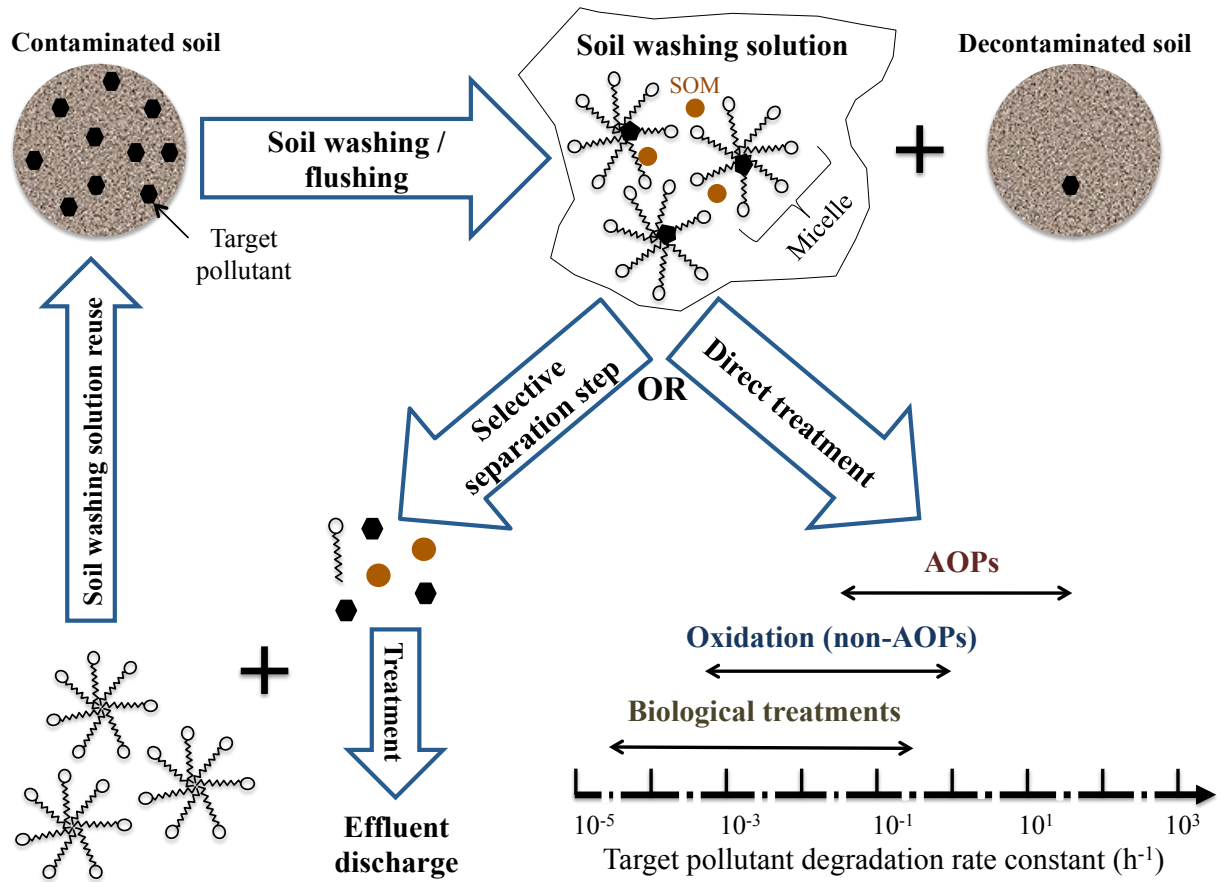 Contaminated soil
Soil washing solution
Decontaminated soil
SOM
Soil washing /
flushing
Micelle
Target
pollutant
Soil washing solution reuse
Selective
separation step
OR
Direct treatment
AOPs
Oxidation (non-AOPs)
Biological treatments
Treatment
Effluent
discharge
10⁻⁵ 10⁻³ 10⁻¹ 10¹ 10³
Target pollutant degradation rate constant (h⁻¹)